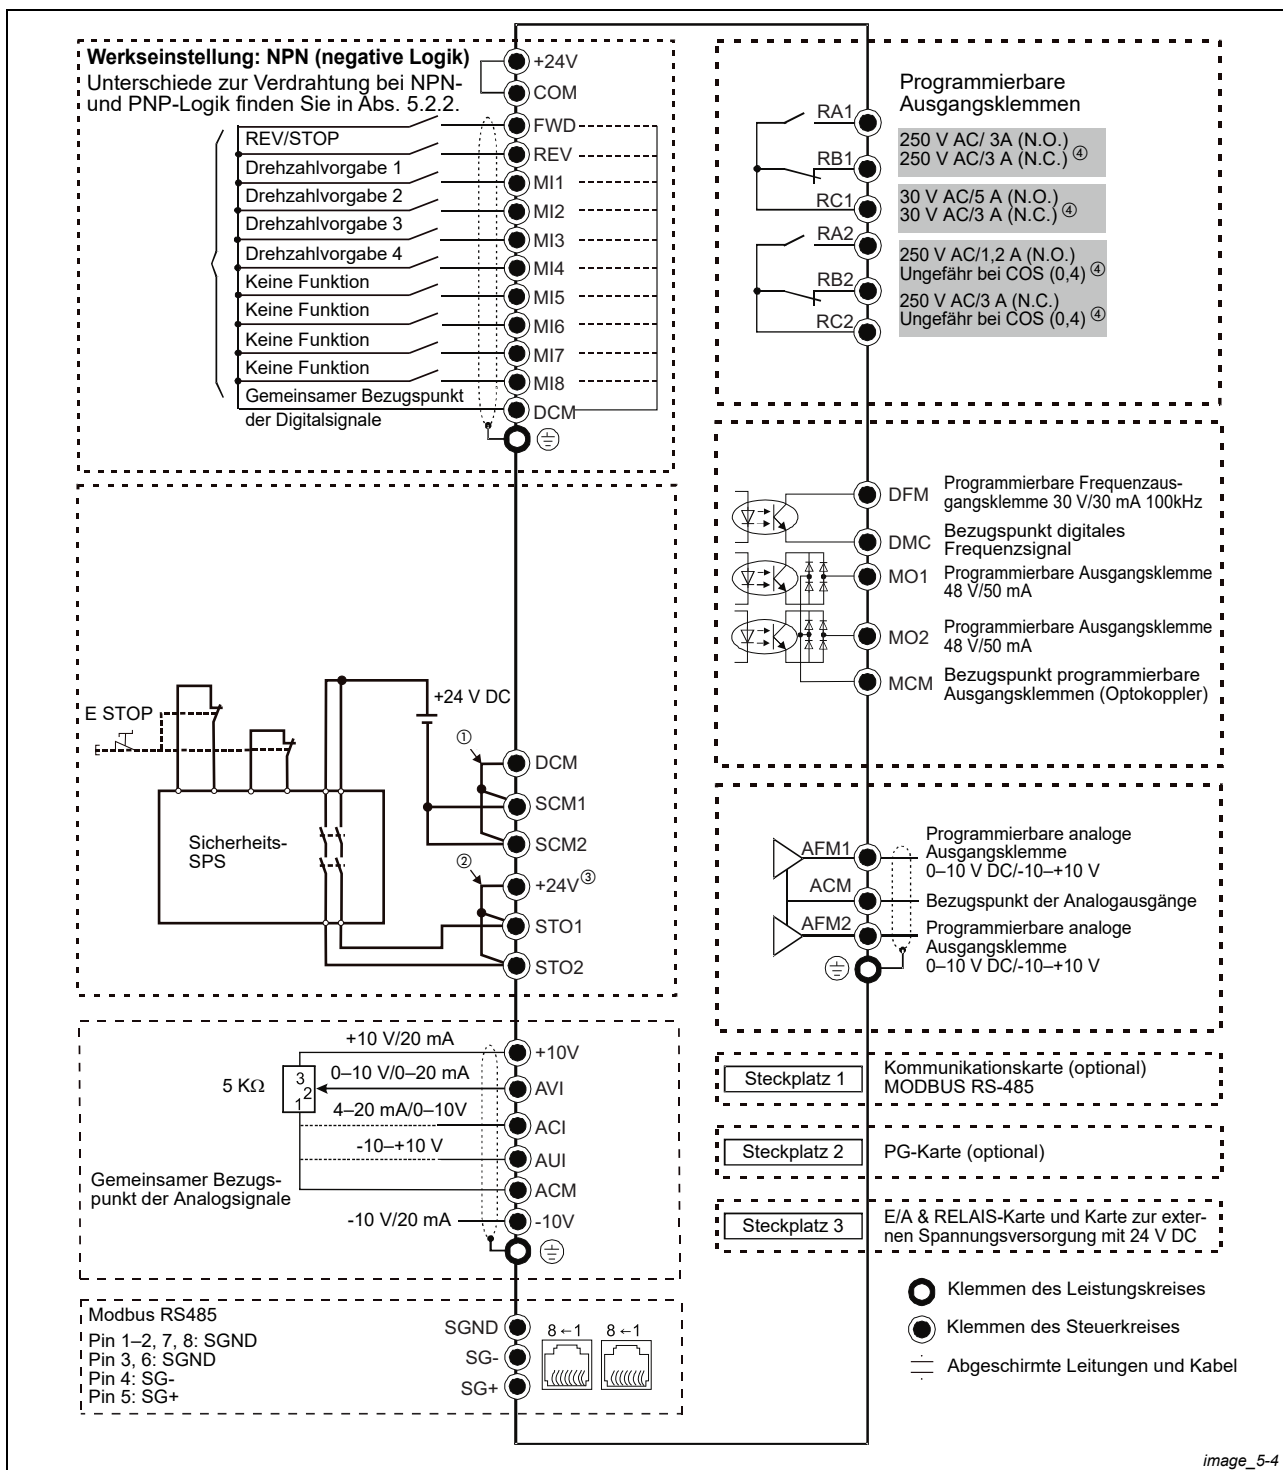 Werkseinstellung: NPN (negative Logik)
Unterschiede zur Verdrahtung bei NPN-
und PNP-Logik finden Sie in Abs. 5.2.2.
+24V
COM
FWD
REV/STOP
REV
Drehzahlvorgabe 1
MI1
Drehzahlvorgabe 2
MI2
Drehzahlvorgabe 3
MI3
Drehzahlvorgabe 4
MI4
Keine Funktion
MI5
Keine Funktion
MI6
Keine Funktion
MI7
Keine Funktion
MI8
Gemeinsamer Bezugspunkt
der Digitalsignale
DCM
E STOP
+24 V DC
Sicherheits-
SPS
①
DCM
SCM1
SCM2
②
+24V③
STO1
STO2
+10 V/20 mA
+10V
5 KΩ
3
2
1
0–10 V/0–20 mA
AVI
4–20 mA/0–10V
ACI
-10–+10 V
AUI
Gemeinsamer Bezugs-
punkt der Analogsignale
ACM
-10 V/20 mA
-10V
Modbus RS485
Pin 1–2, 7, 8: SGND
Pin 3, 6: SGND
Pin 4: SG-
Pin 5: SG+
SGND
SG-
SG+
8←1
8←1
Programmierbare
Ausgangsklemmen
RA1
RB1
RC1
RA2
RB2
RC2
250 V AC/ 3A (N.O.)
250 V AC/3 A (N.C.) ④
30 V AC/5 A (N.O.)
30 V AC/3 A (N.C.) ④
250 V AC/1,2 A (N.O.)
Ungefähr bei COS (0,4) ④
250 V AC/3 A (N.C.)
Ungefähr bei COS (0,4) ④
DFM
Programmierbare Frequenzaus-
gangsklemme 30 V/30 mA 100kHz
DMC
Bezugspunkt digitales
Frequenzsignal
MO1
Programmierbare Ausgangsklemme
48 V/50 mA
MO2
Programmierbare Ausgangsklemme
48 V/50 mA
MCM
Bezugspunkt programmierbare
Ausgangsklemmen (Optokoppler)
AFM1
Programmierbare analoge
Ausgangsklemme
0–10 V DC/-10–+10 V
ACM
Bezugspunkt der Analogausgänge
AFM2
Programmierbare analoge
Ausgangsklemme
0–10 V DC/-10–+10 V
Steckplatz 1
Kommunikationskarte (optional)
MODBUS RS-485
Steckplatz 2
PG-Karte (optional)
Steckplatz 3
E/A & RELAIS-Karte und Karte zur exter-
nen Spannungsversorgung mit 24 V DC
Klemmen des Leistungskreises
Klemmen des Steuerkreises
Abgeschirmte Leitungen und Kabel
image_5-4